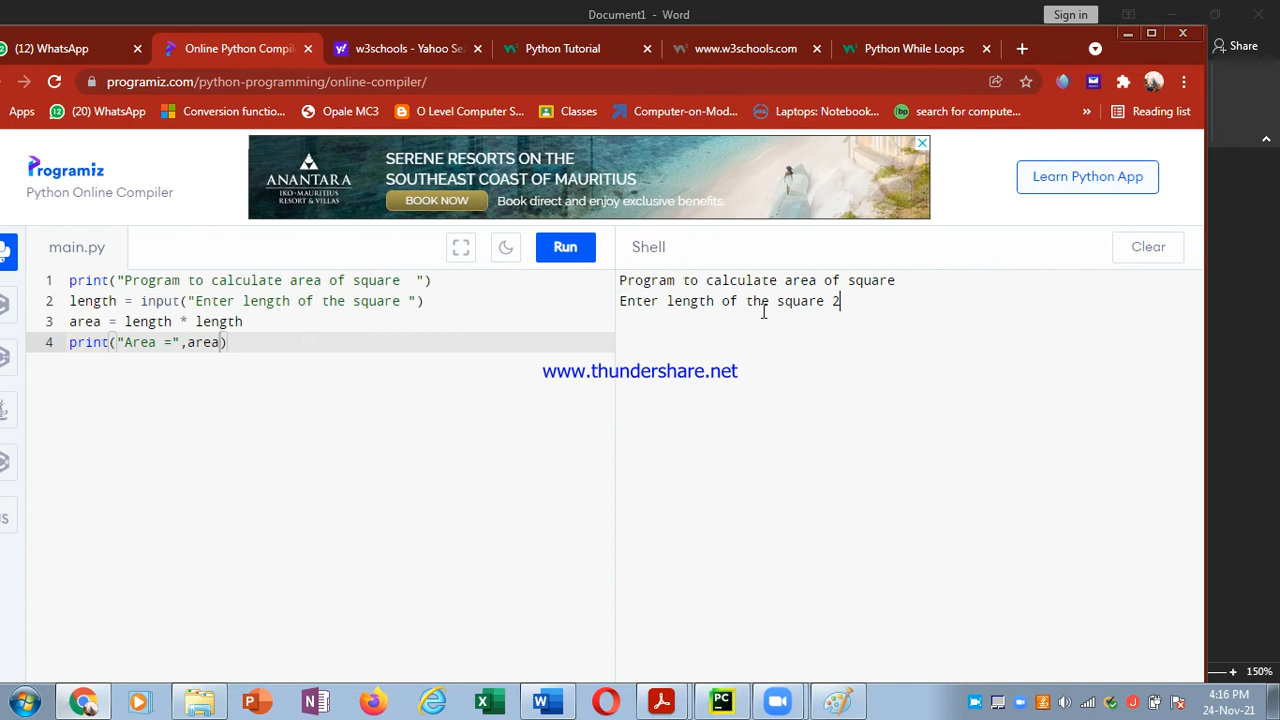 Document1 - Word
Sign in
Share
(12) WhatsApp
Online Python Compil
w3schools - Yahoo Se
Python Tutorial
www.w3schools.com
Python While Loops
programiz.com/python-programming/online-compiler/
Apps
(20) WhatsApp
Conversion functio...
Opale MC3
O Level Computer S...
Classes
Computer-on-Mod...
Laptops: Notebook...
search for compute...
Reading list
Programiz
Python Online Compiler
ANANTARA
IKO MAURITIUS
RESORT & VILLAS
SERENE RESORTS ON THE
SOUTHEAST COAST OF MAURITIUS
BOOK NOW
Book direct and enjoy exclusive benefits.
Learn Python App
main.py
Run
Shell
Clear
1 print("Program to calculate area of square  ")
2 length = input("Enter length of the square ")
3 area = length * length
4 print("Area =",area)
Program to calculate area of square
Enter length of the square 2
www.thundershare.net
JS
150%
4:16 PM
24-Nov-21